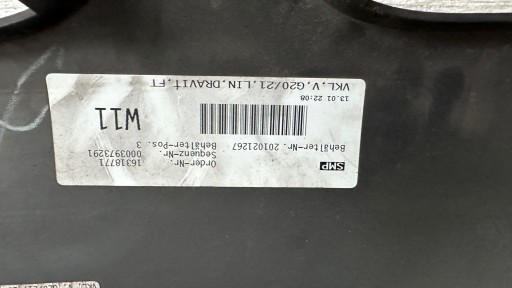 SMP Order-Nr. 16318771
Sequenz-Nr. 0003973291
Behälter-Nr. 201021267 Behälter-Pos. 3
W11
13.01 22:08
VKL,V,G20/21,LIN,DRAVIT,FT